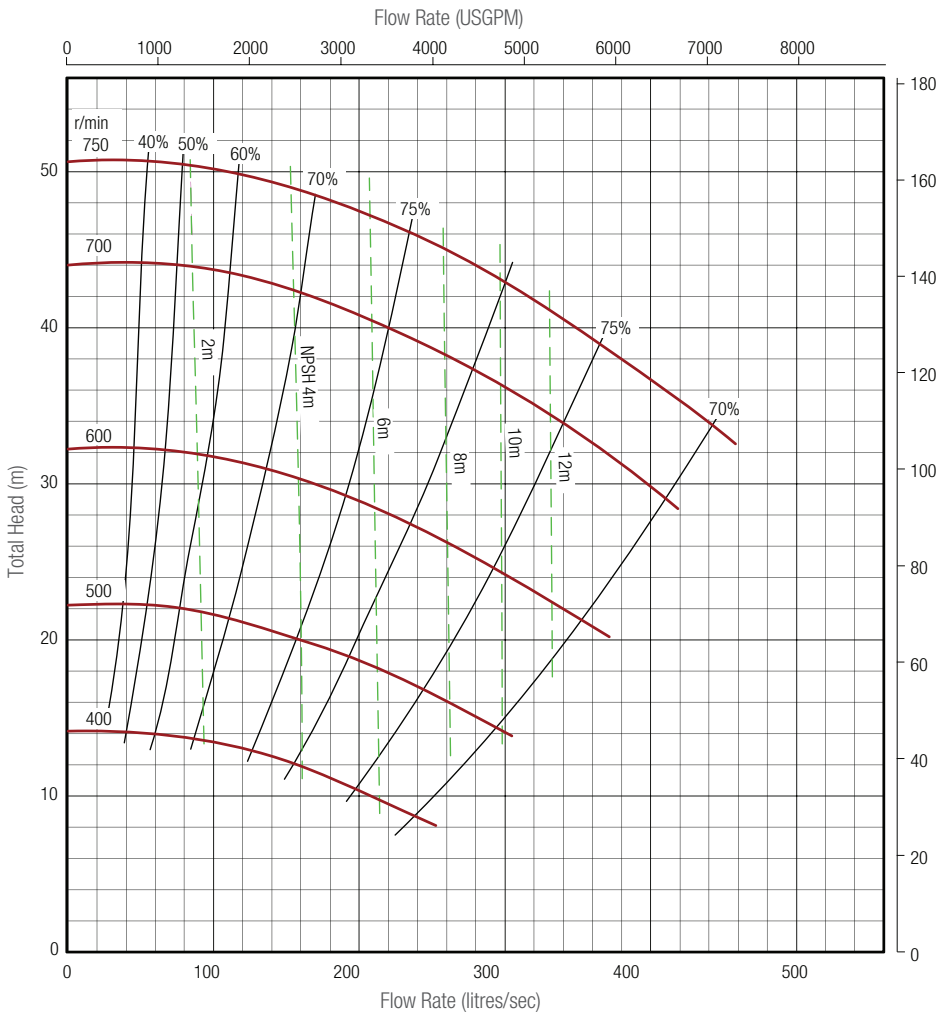 Flow Rate (USGPM)
0 1000 2000 3000 4000 5000 6000 7000 8000
180
r/min
750
40%
50%
60%
70%
75%
50
160
700
140
40
2m
NPSH 4m
75%
120
70%
600
6m
8m
10m
12m
100
30
Total Head (m)
80
500
20
60
400
40
10
20
0
0
0 100 200 300 400 500
Flow Rate (litres/sec)